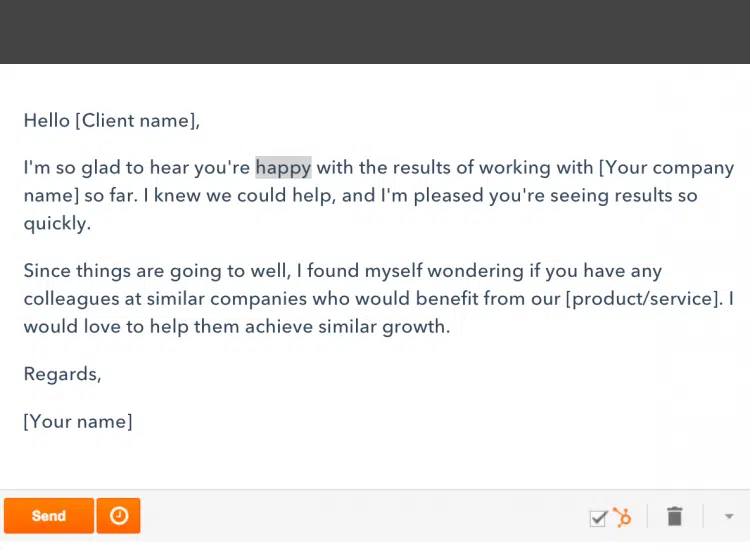 Hello [Client name],
I'm so glad to hear you're happy with the results of working with [Your company
name] so far. I knew we could help, and I'm pleased you're seeing results so
quickly.
Since things are going to well, I found myself wondering if you have any
colleagues at similar companies who would benefit from our [product/service]. I
would love to help them achieve similar growth.
Regards,
[Your name]
Send